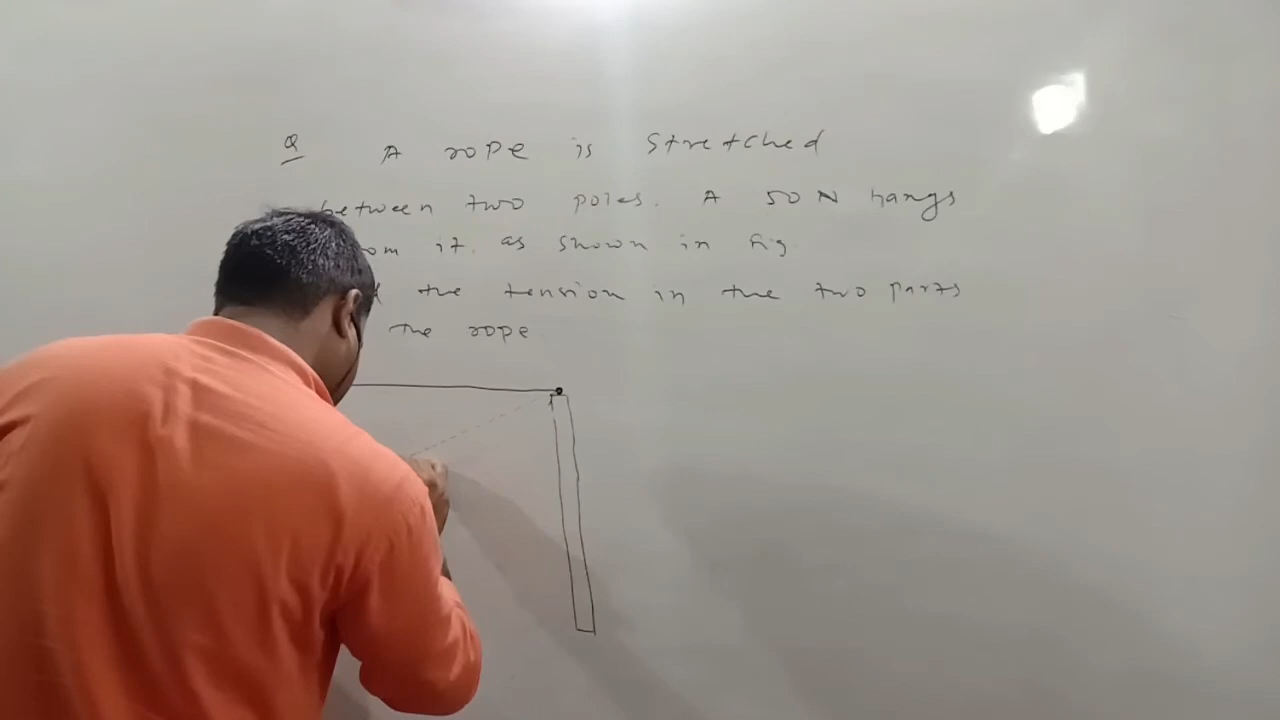 Q A rope is stretched
between two poles. A 50 N hangs
it. as shown in fig
the tension in the two parts
the rope